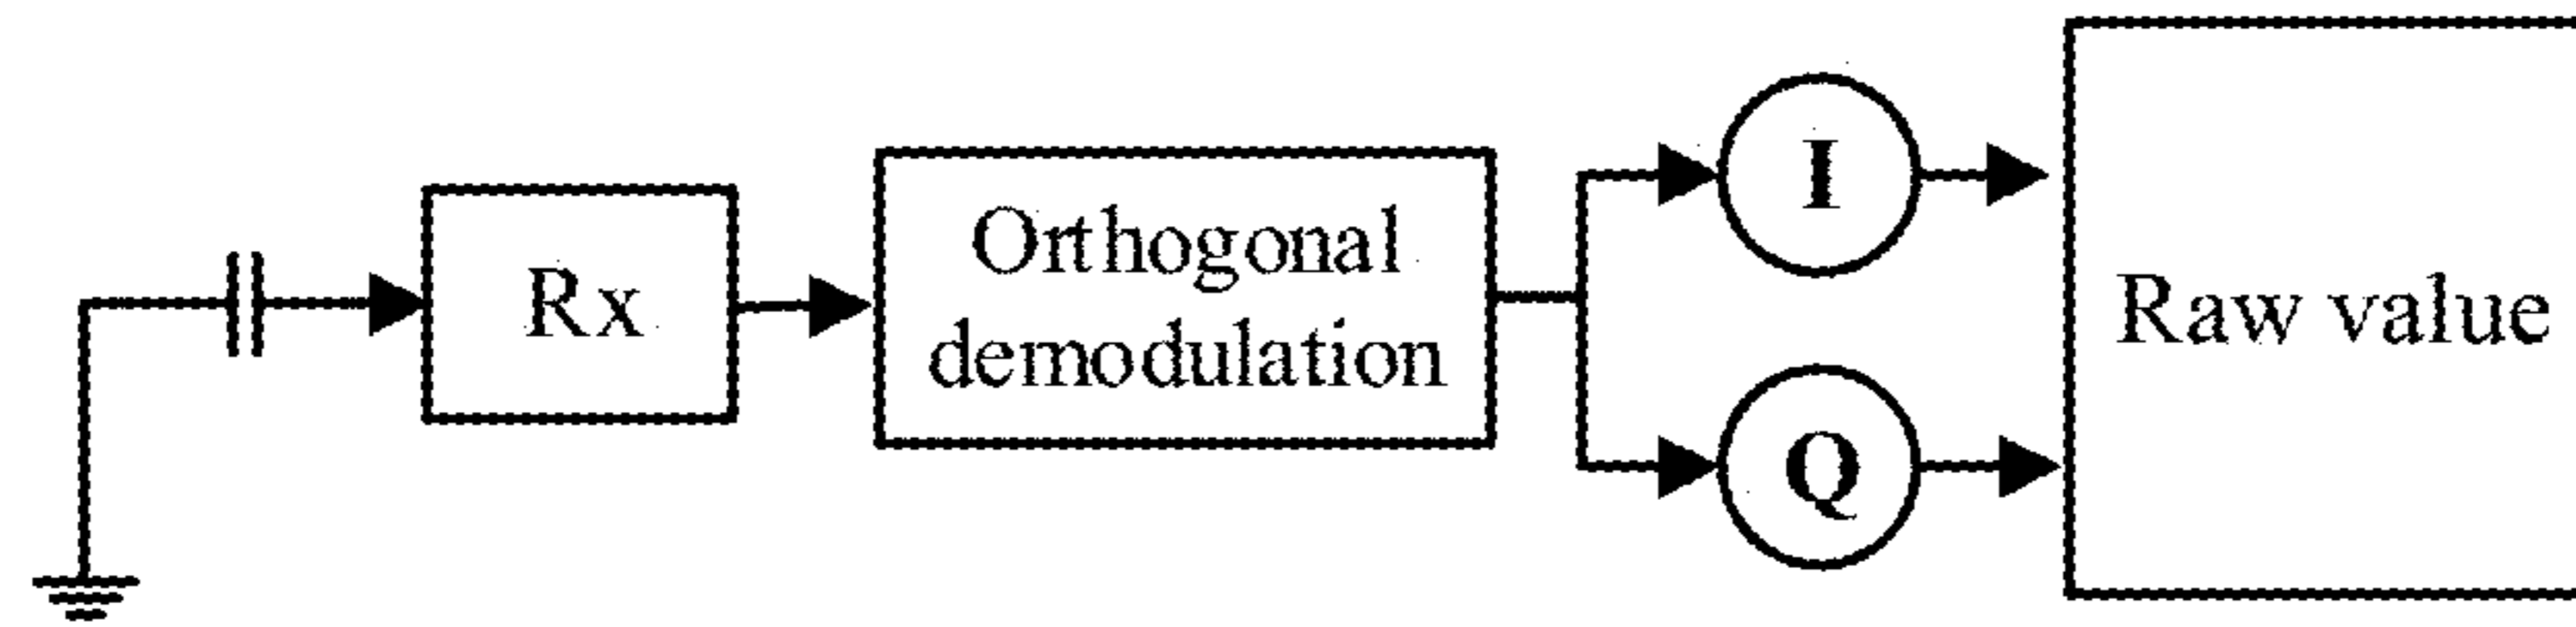 Rx
Orthogonal
demodulation
I
Q
Raw value